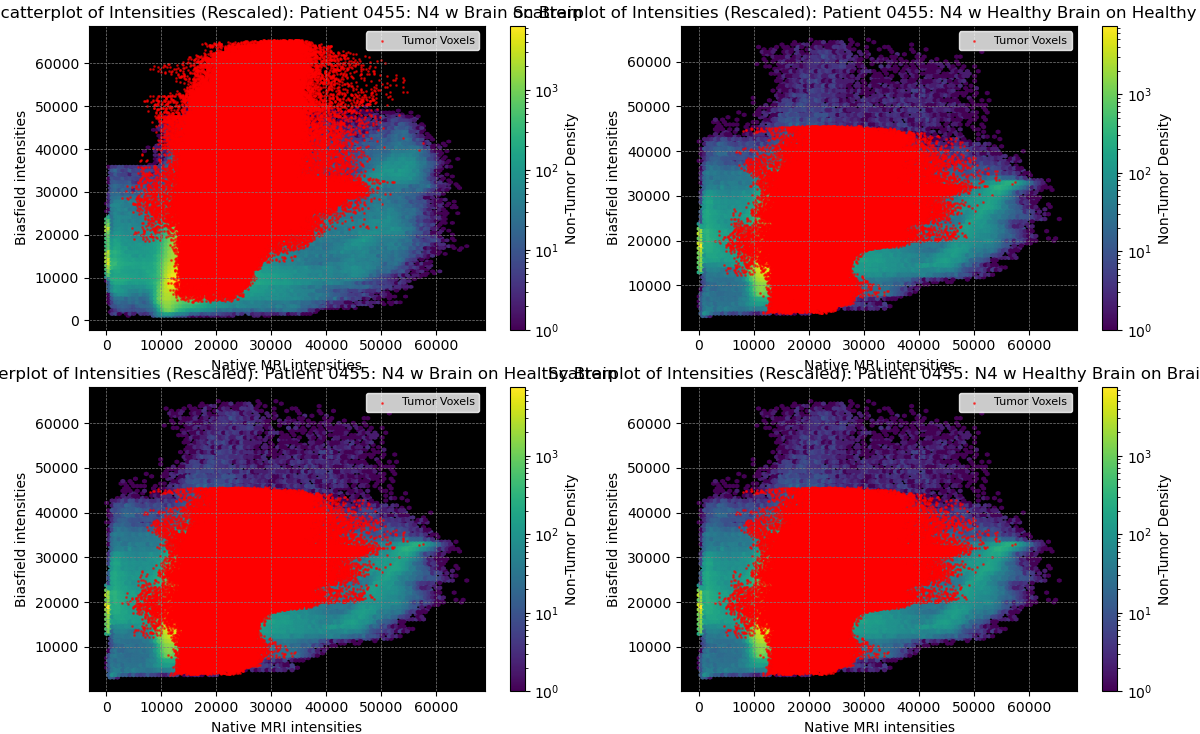 catterplot of Intensities (Rescaled): Patient 0455: N4 w Brain on Brain
Scatterplot of Intensities (Rescaled): Patient 0455: N4 w Healthy Brain on Healthy
Tumor Voxels
Tumor Voxels
60000
50000
40000
30000
20000
10000
0
Biasfield intensities
0 10000 20000 30000 40000 50000 60000
Native MRI intensities
10³
10²
10¹
10⁰
Non-Tumor Density
60000
50000
40000
30000
20000
10000
Biasfield intensities
0 10000 20000 30000 40000 50000 60000
Native MRI intensities
10³
10²
10¹
10⁰
Non-Tumor Density
erplot of Intensities (Rescaled): Patient 0455: N4 w Brain on Healthy Brain
Scatterplot of Intensities (Rescaled): Patient 0455: N4 w Healthy Brain on Brai
Tumor Voxels
Tumor Voxels
60000
50000
40000
30000
20000
10000
Biasfield intensities
0 10000 20000 30000 40000 50000 60000
Native MRI intensities
10³
10²
10¹
10⁰
Non-Tumor Density
60000
50000
40000
30000
20000
10000
Biasfield intensities
0 10000 20000 30000 40000 50000 60000
Native MRI intensities
10³
10²
10¹
10⁰
Non-Tumor Density